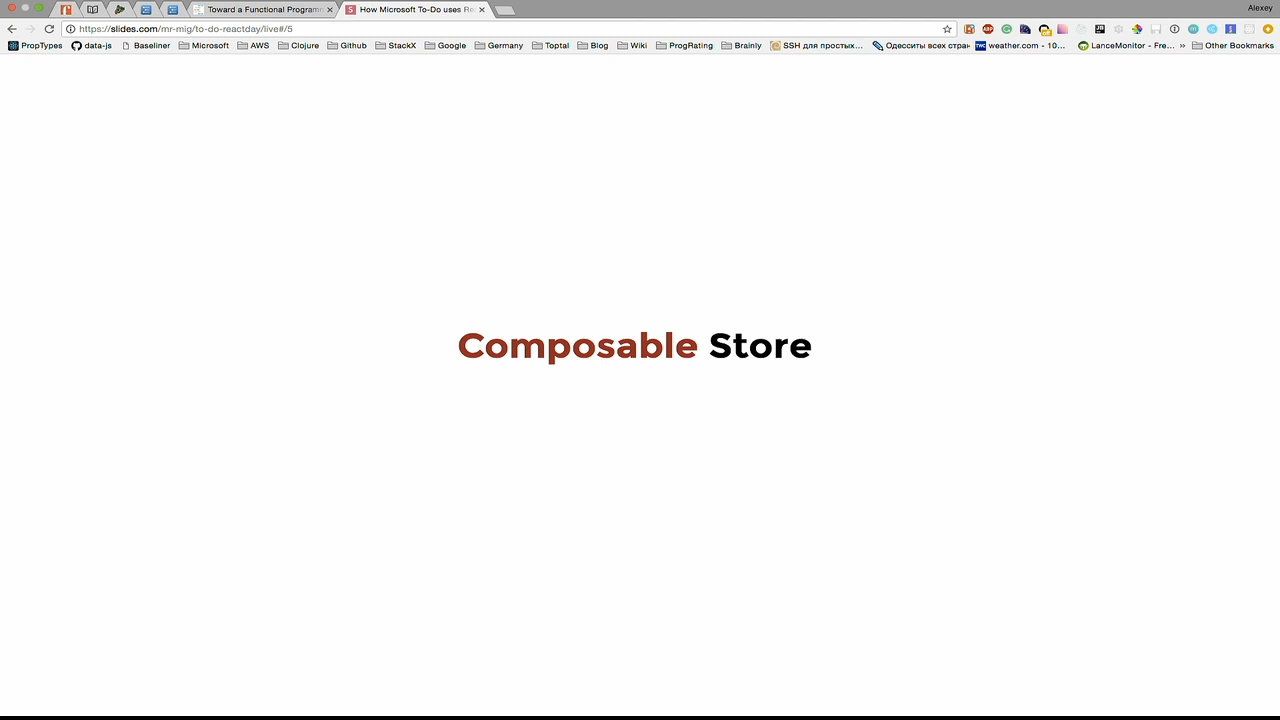 Toward a Functional Programm
How Microsoft To-Do uses Re
Alexey
https://slides.com/mr-mig/to-do-reactday/live#/5
PropTypes data-js Baseliner Microsoft AWS Clojure Github StackX Google Germany Toptal Blog Wiki ProgRating Brainly SSH для простых... Одесситы всех стран weather.com - 10... LanceMonitor - Fre... » Other Bookmarks
Composable Store